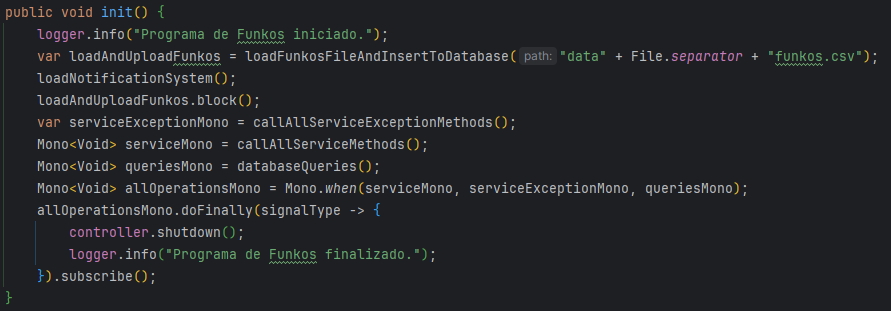 public void init() {
    logger.info("Programa de Funkos iniciado.");
    var loadAndUploadFunkos = loadFunkosFileAndInsertToDatabase( path: "data" + File.separator + "funkos.csv");
    loadNotificationSystem();
    loadAndUploadFunkos.block();
    var serviceExceptionMono = callAllServiceExceptionMethods();
    Mono<Void> serviceMono = callAllServiceMethods();
    Mono<Void> queriesMono = databaseQueries();
    Mono<Void> allOperationsMono = Mono.when(serviceMono, serviceExceptionMono, queriesMono);
    allOperationsMono.doFinally(signalType -> {
        controller.shutdown();
        logger.info("Programa de Funkos finalizado.");
    }).subscribe();
}